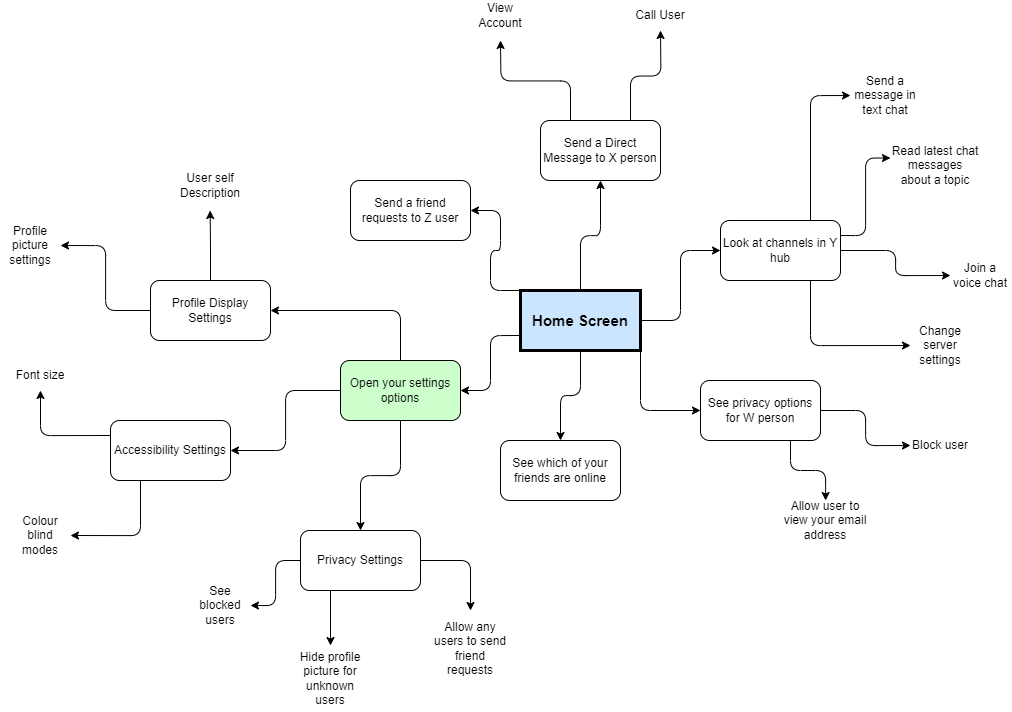 View
Account
Call User
Send a
message in
text chat
Send a Direct
Message to X person
Read latest chat
messages
about a topic
User self
Description
Send a friend
requests to Z user
Profile
picture
settings
Look at channels in Y
hub
Join a
voice chat
Profile Display
Settings
Home Screen
Change
server
settings
Font size
Open your settings
options
See privacy options
for W person
Accessibility Settings
Block user
See which of your
friends are online
Colour
blind
modes
Allow user to
view your email
address
Privacy Settings
See
blocked
users
Allow any
users to send
friend
requests
Hide profile
picture for
unknown
users